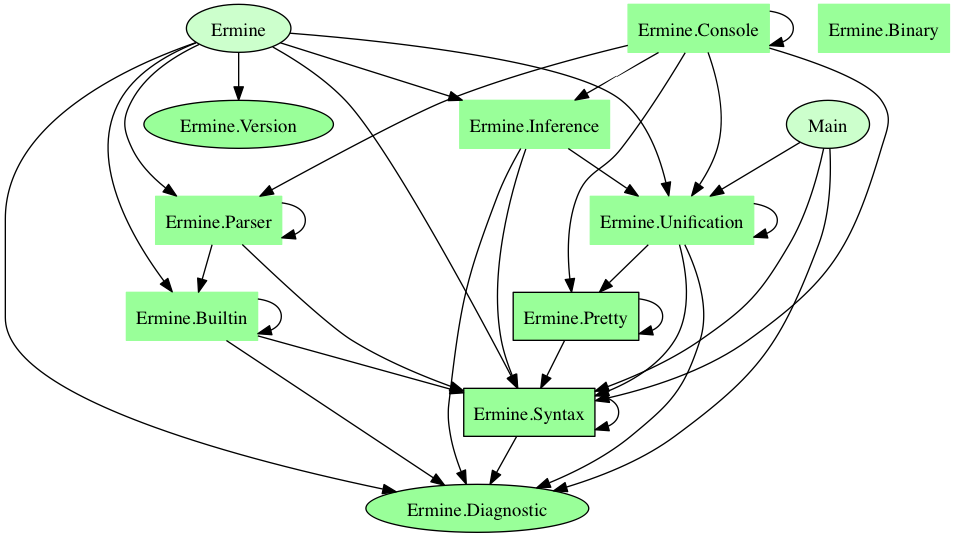 Ermine
Ermine.Console
Ermine.Binary
Ermine.Version
Ermine.Inference
Main
Ermine.Parser
Ermine.Unification
Ermine.Builtin
Ermine.Pretty
Ermine.Syntax
Ermine.Diagnostic